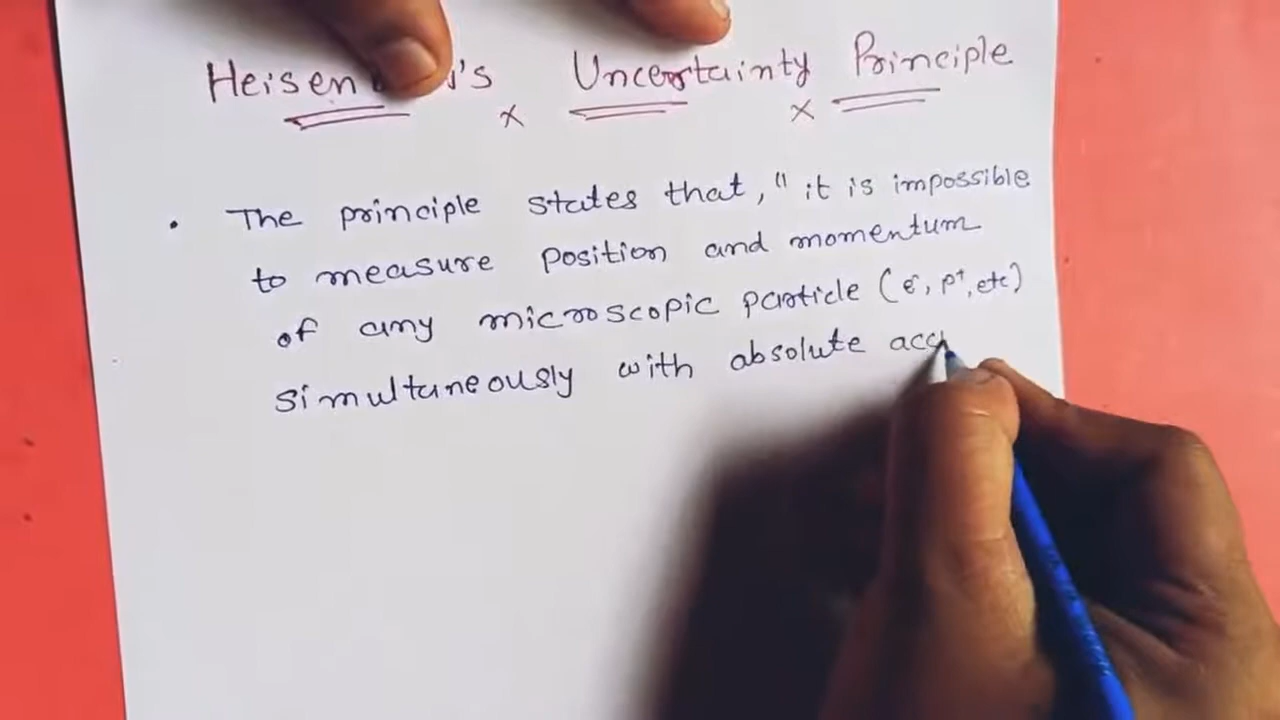 Heisen 's Uncertainty Principle
x x
• The principle states that, " it is impossible
to measure position and momentum
of any microscopic particle (e⁻, p⁺, etc)
simultaneously with absolute acc